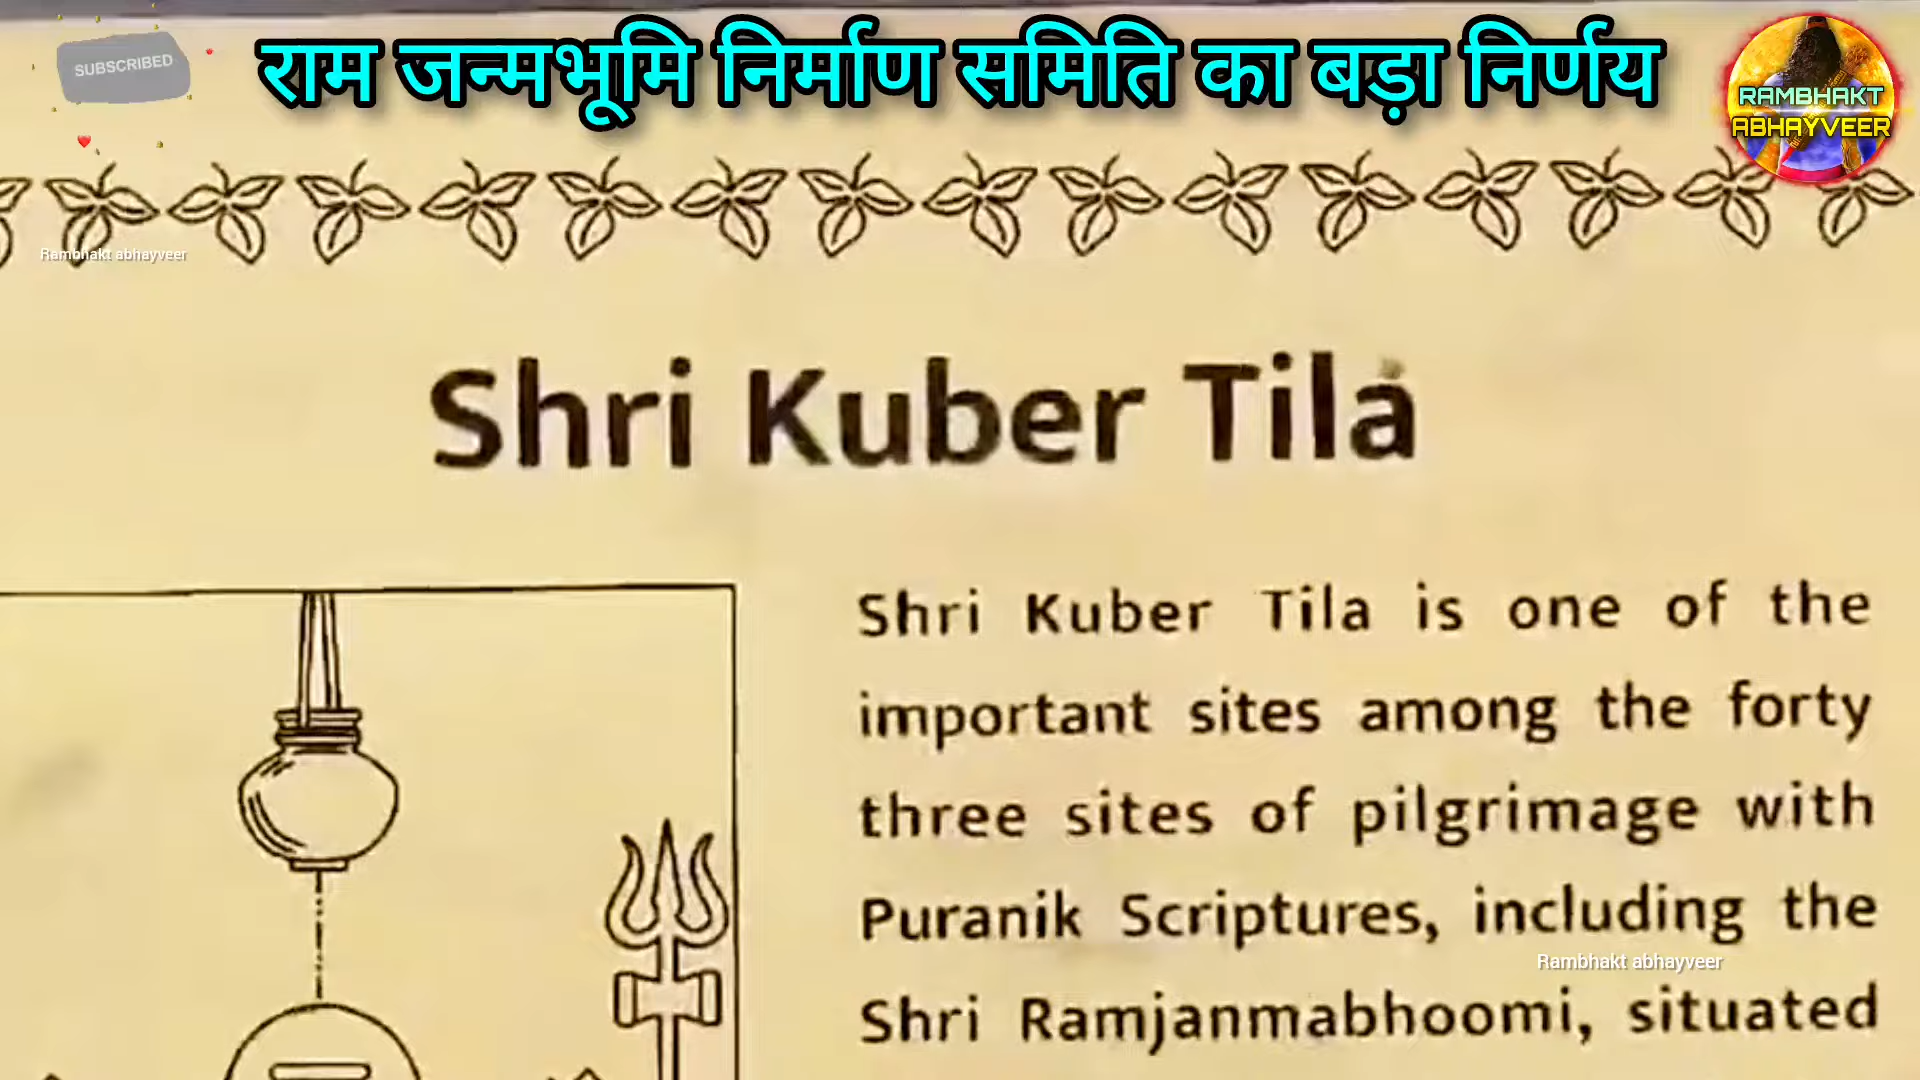 राम जन्मभूमि निर्माण समिति का बड़ा निर्णय
SUBSCRIBED
RAMBHAKT
ABHAYVEER
Rambhakt abhayveer
Shri Kuber Tila
Shri Kuber Tila is one of the
important sites among the forty
three sites of pilgrimage with
Puranik Scriptures, including the
Rambhakt abhayveer
Shri Ramjanmabhoomi, situated